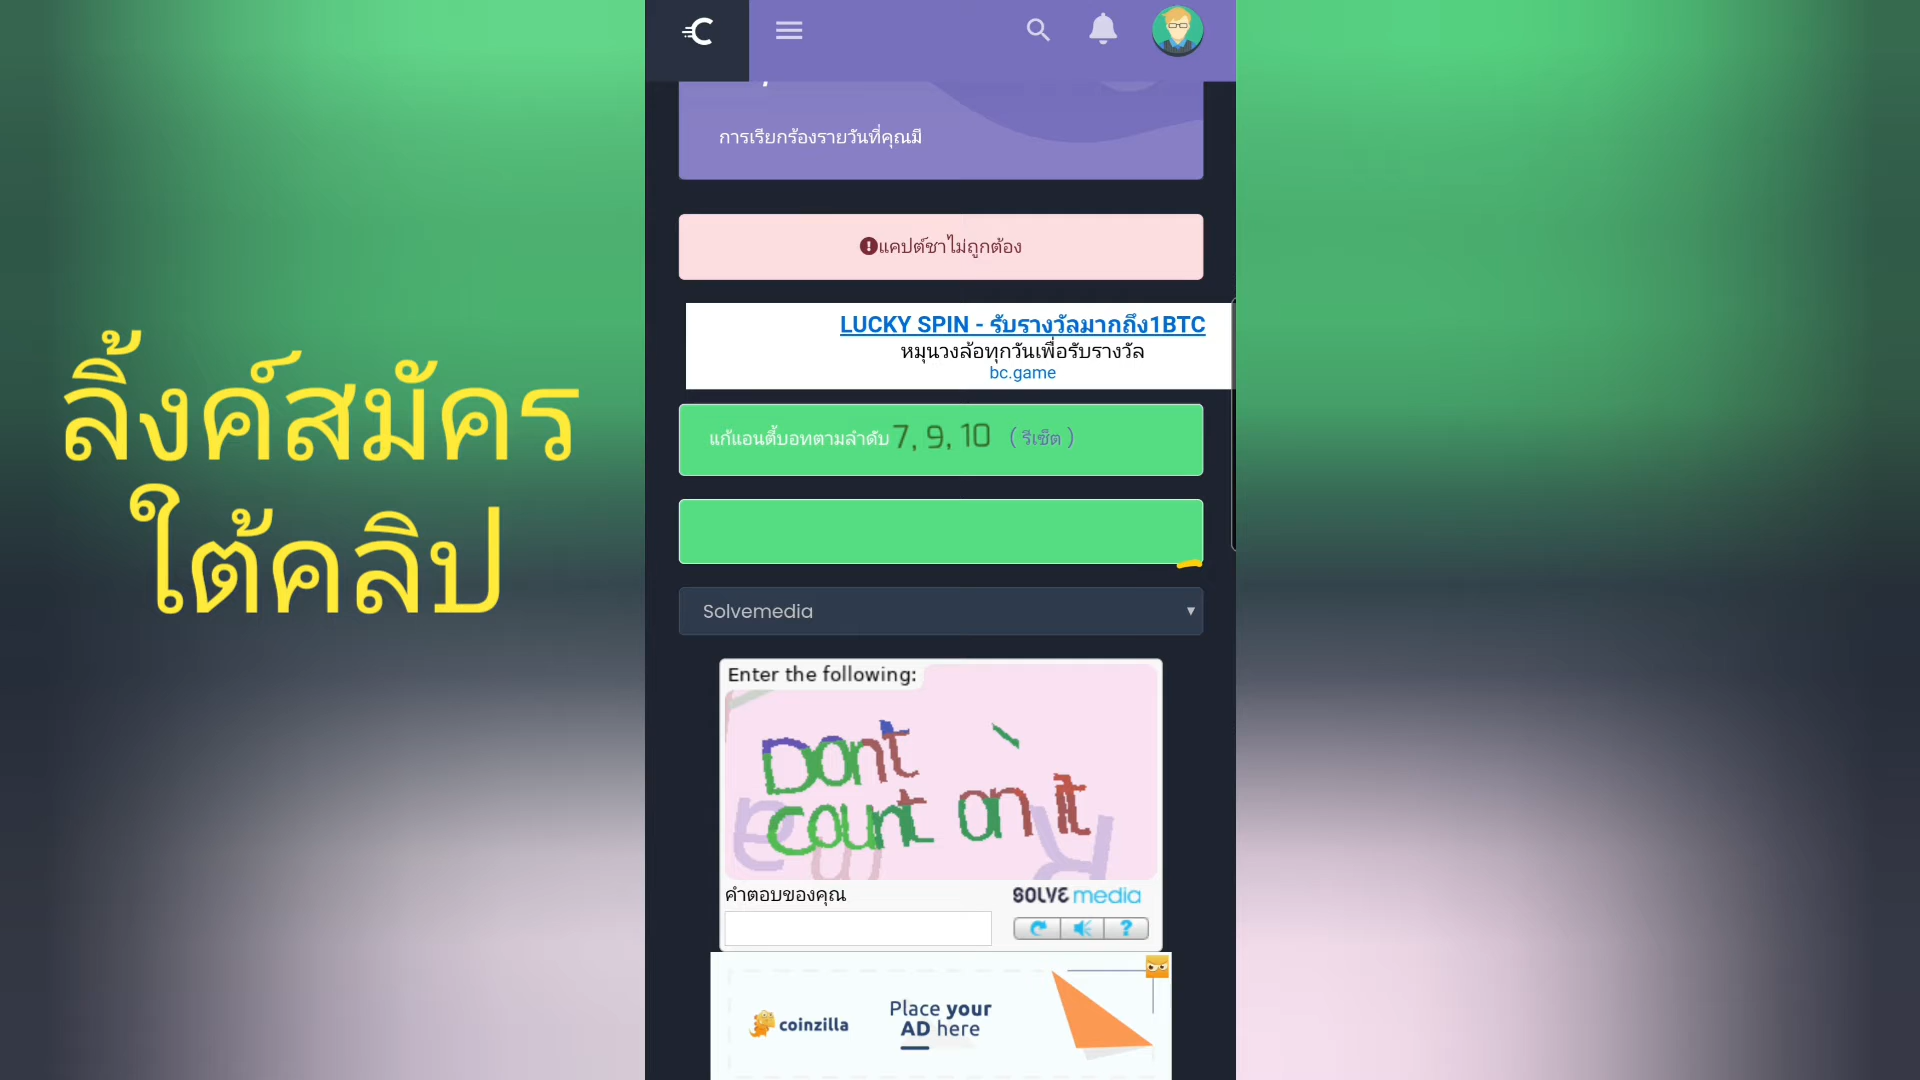 ลิ้งค์สมัคร
ใต้คลิป
การเรียกร้องรายวันที่คุณมี
แคปต์ชาไม่ถูกต้อง
LUCKY SPIN - รับรางวัลมากถึง1BTC
หมุนวงล้อทุกวันเพื่อรับรางวัล
bc.game
แก้แอนตี้บอทตามลำดับ 7, 9, 10 ( รีเซ็ต )
Solvemedia
Enter the following:
Dont
count on it
คำตอบของคุณ
SOLVE media
coinzilla
Place your
AD here